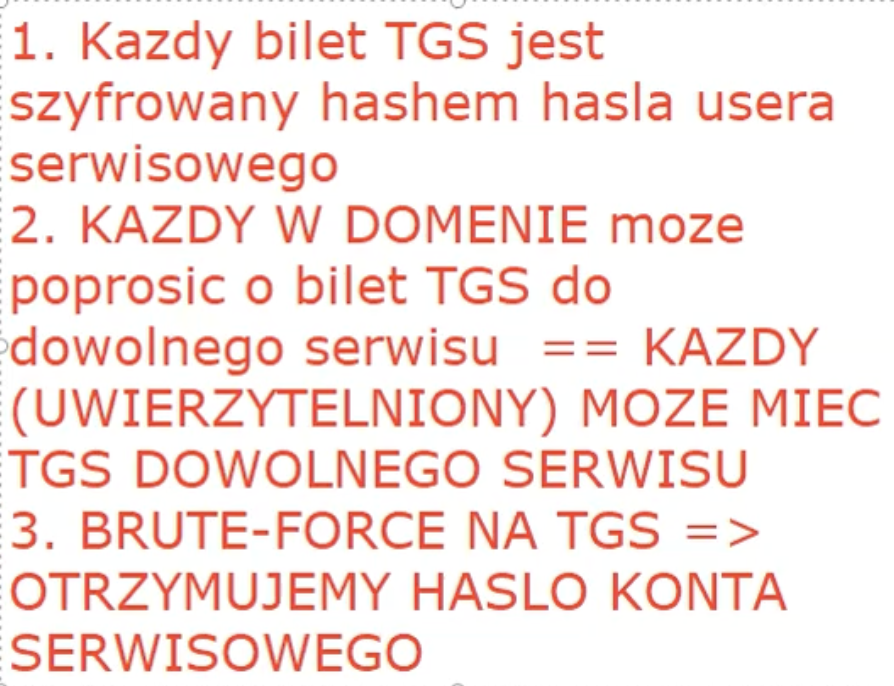 1. Kazdy bilet TGS jest
szyfrowany hashem hasla usera
serwisowego
2. KAZDY W DOMENIE moze
poprosic o bilet TGS do
dowolnego serwisu == KAZDY
(UWIERZYTELNIONY) MOZE MIEC
TGS DOWOLNEGO SERWISU
3. BRUTE-FORCE NA TGS =>
OTRZYMUJEMY HASLO KONTA
SERWISOWEGO